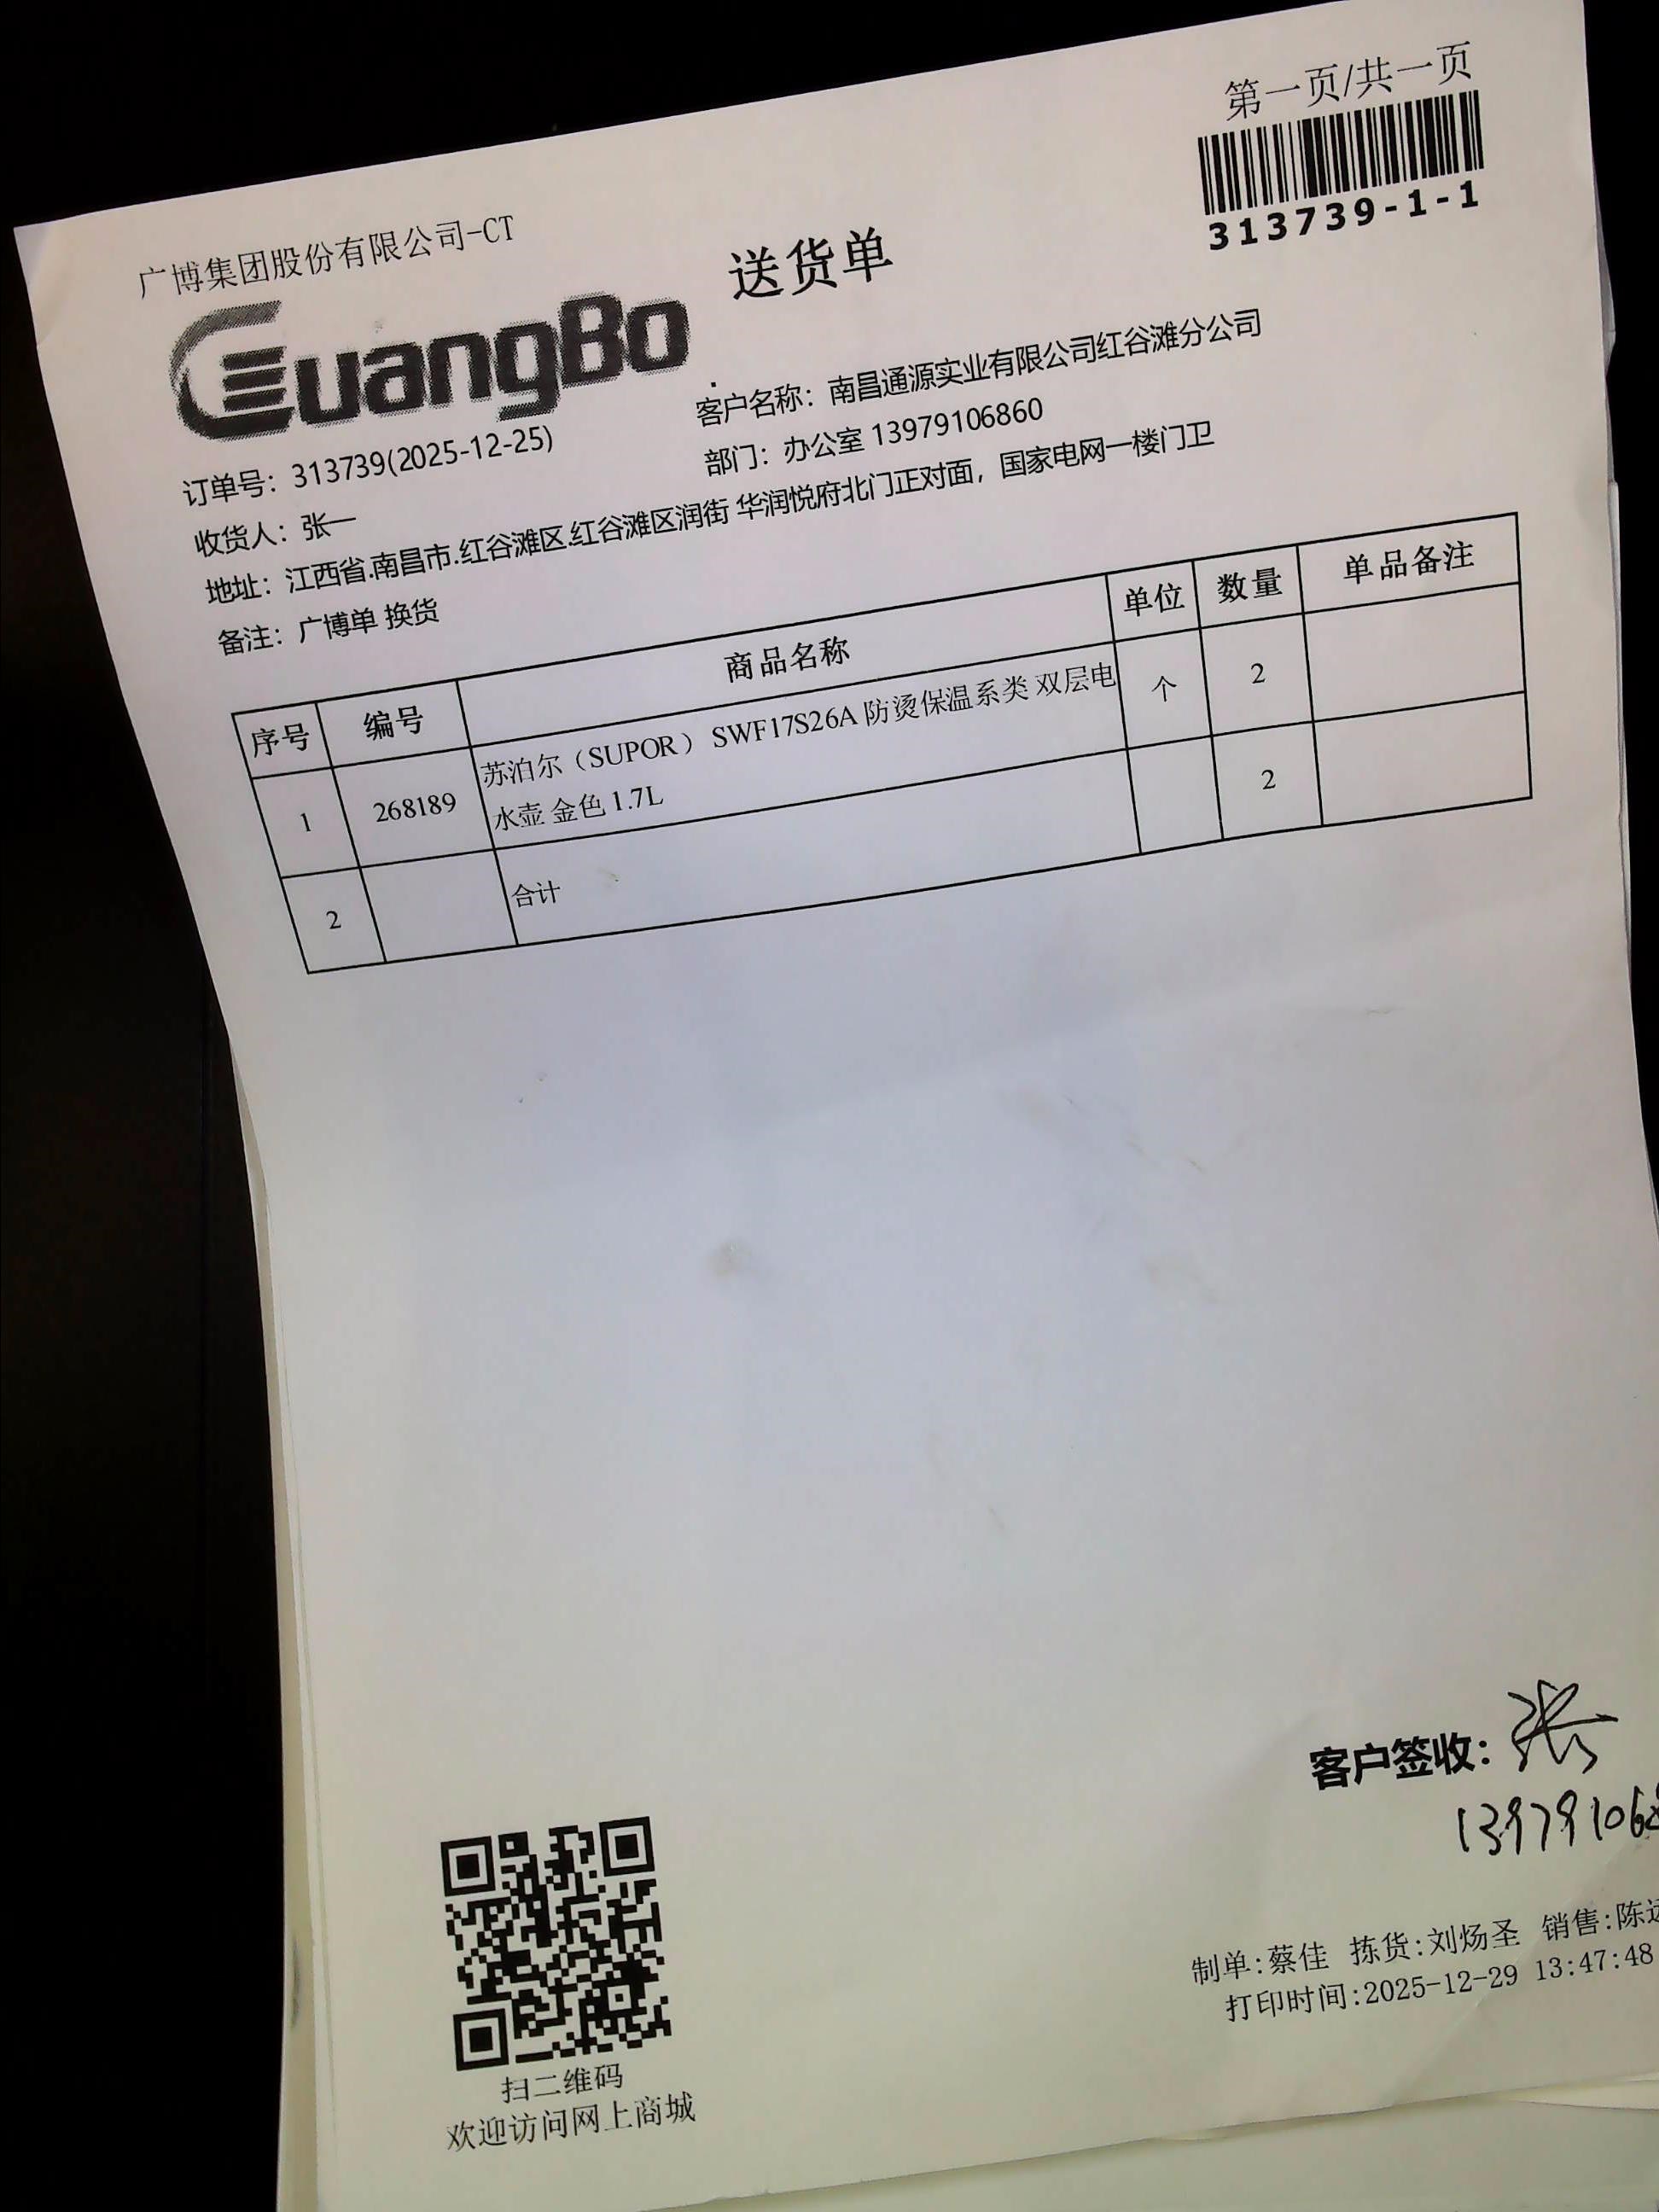 第一页/共一页
313739-1-1
广博集团股份有限公司-CT
送货单
GuangBo
客户名称：南昌通源实业有限公司红谷滩分公司
订单号：313739(2025-12-25)
部门：办公室 13979106860
收货人：张一
地址：江西省.南昌市.红谷滩区.红谷滩区润街 华润悦府北门正对面，国家电网一楼门卫
备注：广博单 换货
序号 编号 商品名称 单位 数量 单品备注
1 268189 苏泊尔（SUPOR） SWF17S26A 防烫保温系类 双层电
水壶 金色 1.7L 个 2
2 合计 2
客户签收：张
139791068
制单:蔡佳 拣货:刘炀圣 销售:陈远
打印时间:2025-12-29 13:47:48
扫二维码
欢迎访问网上商城